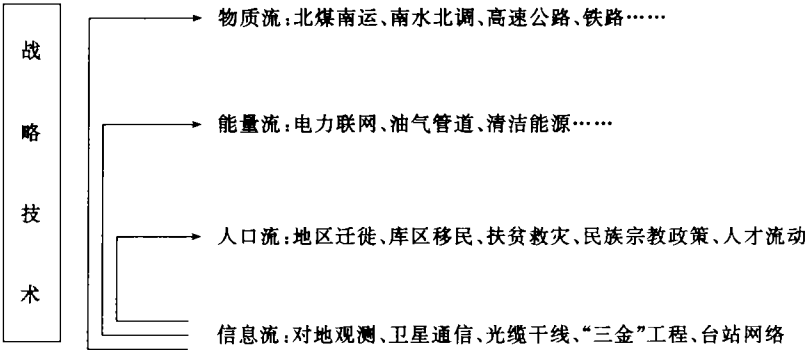 战略技术
物质流：北煤南运、南水北调、高速公路、铁路……
能量流：电力联网、油气管道、清洁能源……
人口流：地区迁徙、库区移民、扶贫救灾、民族宗教政策、人才流动
信息流：对地观测、卫星通信、光缆干线、“三金”工程、台站网络